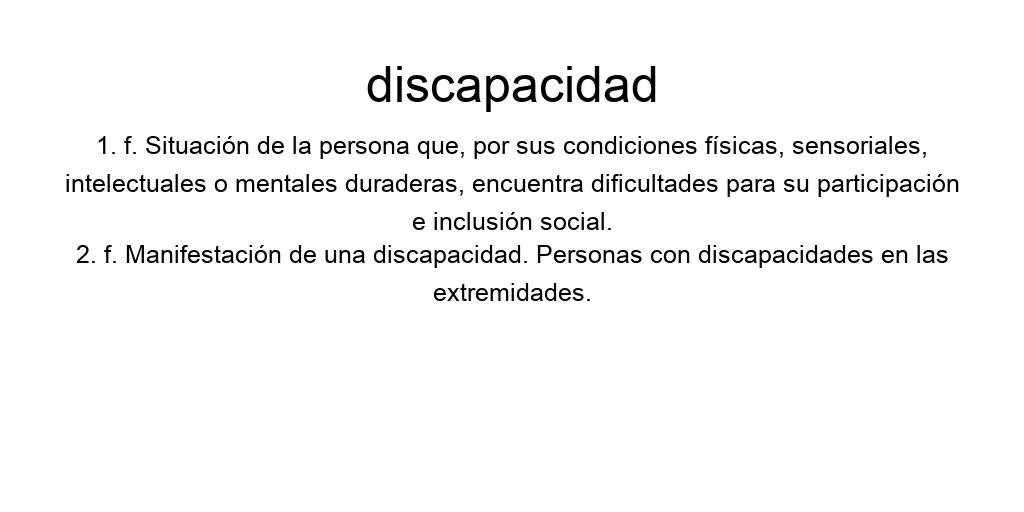 discapacidad
1. f. Situación de la persona que, por sus condiciones físicas, sensoriales,
intelectuales o mentales duraderas, encuentra dificultades para su participación
e inclusión social.
2. f. Manifestación de una discapacidad. Personas con discapacidades en las
extremidades.